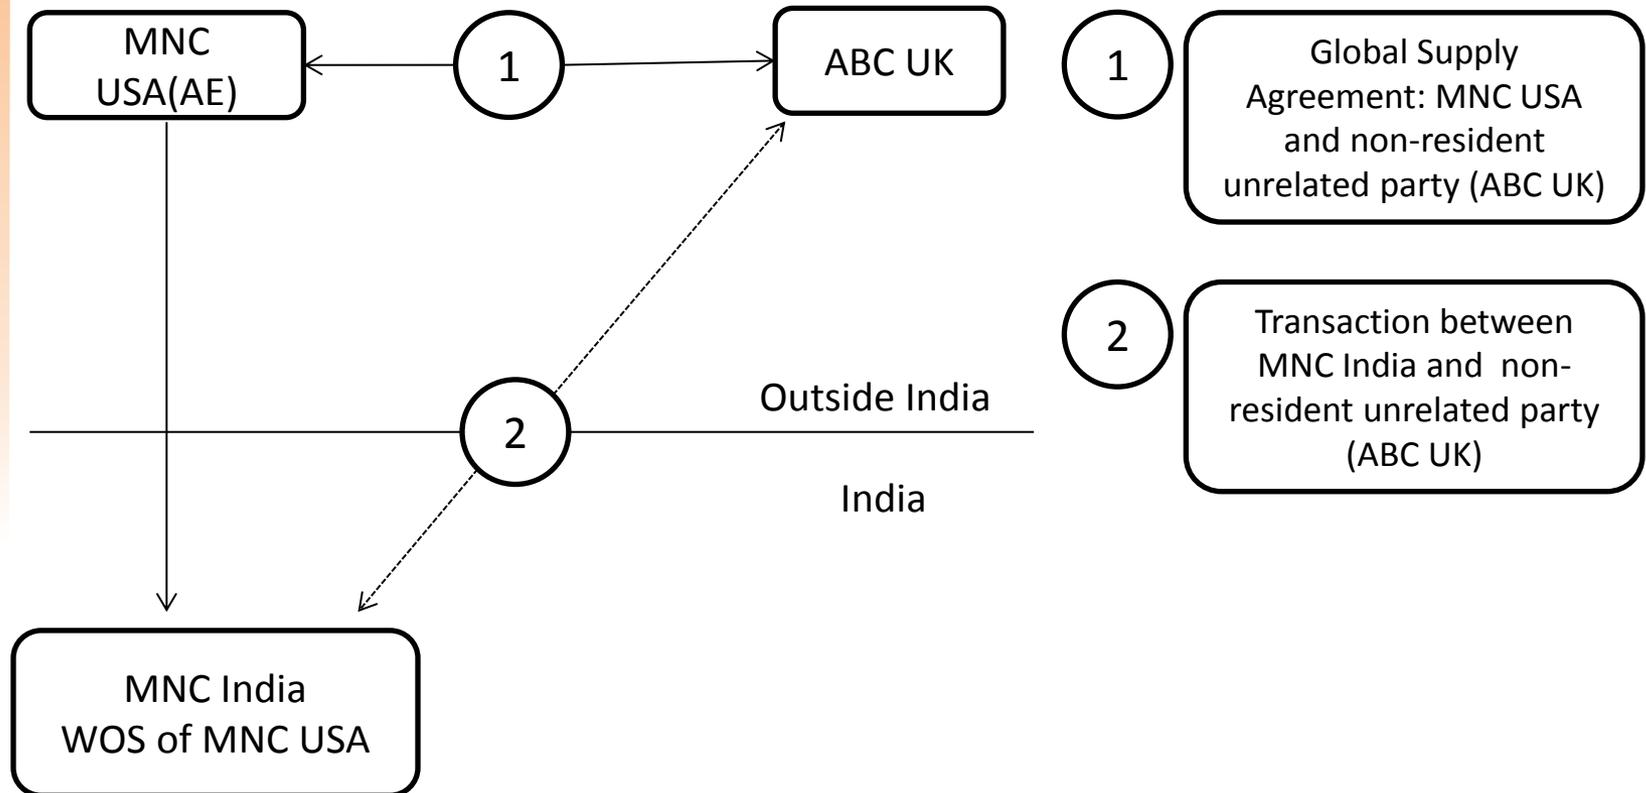 MNC
USA(AE)
1
ABC UK
1
Global Supply
Agreement: MNC USA
and non-resident
unrelated party (ABC UK)
2
Transaction between
MNC India and  non-
resident unrelated party
(ABC UK)
Outside India
2
India
MNC India
WOS of MNC USA